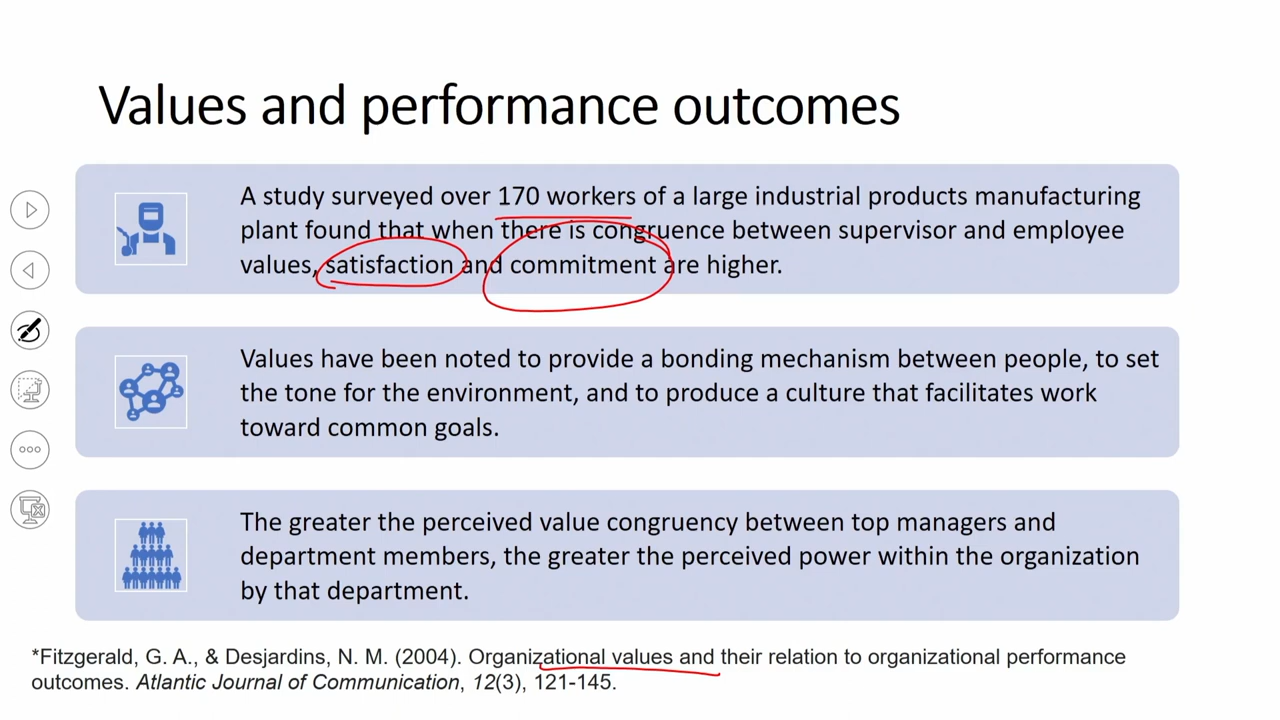 Values and performance outcomes
A study surveyed over 170 workers of a large industrial products manufacturing
plant found that when there is congruence between supervisor and employee
values, satisfaction and commitment are higher.
Values have been noted to provide a bonding mechanism between people, to set
the tone for the environment, and to produce a culture that facilitates work
toward common goals.
The greater the perceived value congruency between top managers and
department members, the greater the perceived power within the organization
by that department.
*Fitzgerald, G. A., & Desjardins, N. M. (2004). Organizational values and their relation to organizational performance
outcomes. Atlantic Journal of Communication, 12(3), 121-145.